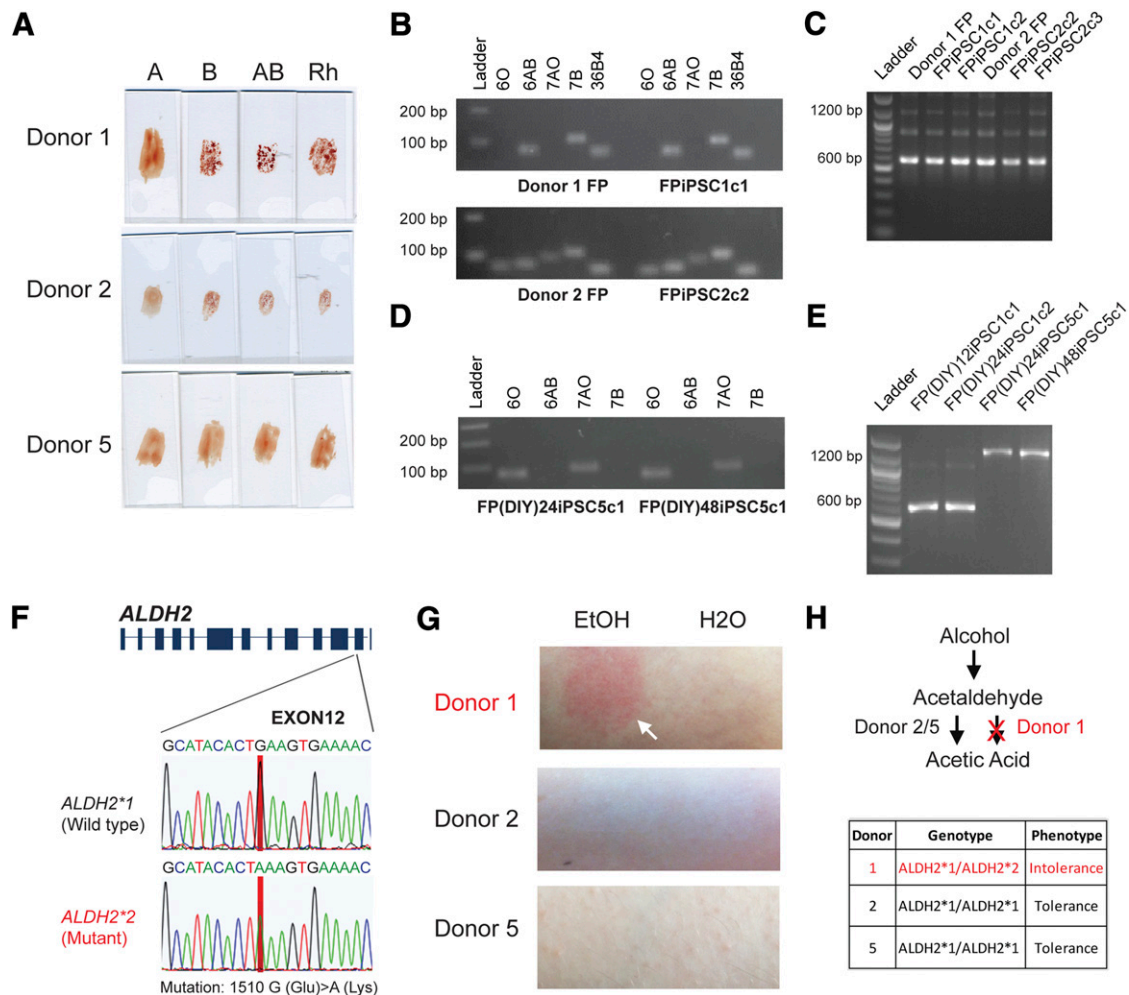 A
A B AB Rh
Donor 1
Donor 2
Donor 5
B
Ladder 6O 6AB 7AO 7B 36B4 6O 6AB 7AO 7B 36B4
200 bp
100 bp
Donor 1 FP FPiPSC1c1
200 bp
100 bp
Donor 2 FP FPiPSC2c2
C
Ladder Donor 1 FP FPiPSC1c1 FPiPSC1c2 Donor 2 FP FPiPSC2c2 FPiPSC2c3
1200 bp
600 bp
D
Ladder 6O 6AB 7AO 7B 6O 6AB 7AO 7B
200 bp
100 bp
FP(DIY)24iPSC5c1 FP(DIY)48iPSC5c1
E
Ladder FP(DIY)12iPSC1c1 FP(DIY)24iPSC1c2 FP(DIY)24iPSC5c1 FP(DIY)48iPSC5c1
1200 bp
600 bp
F
ALDH2
EXON12
GCATACACTGAAGTGAAAAC
ALDH2*1
(Wild type)
GCATACACTAAAGTGAAAAC
ALDH2*2
(Mutant)
Mutation: 1510 G (Glu)>A (Lys)
G
EtOH H2O
Donor 1
Donor 2
Donor 5
H
Alcohol
Acetaldehyde
Donor 2/5 Donor 1
Acetic Acid
Donor Genotype Phenotype
1 ALDH2*1/ALDH2*2 Intolerance
2 ALDH2*1/ALDH2*1 Tolerance
5 ALDH2*1/ALDH2*1 Tolerance